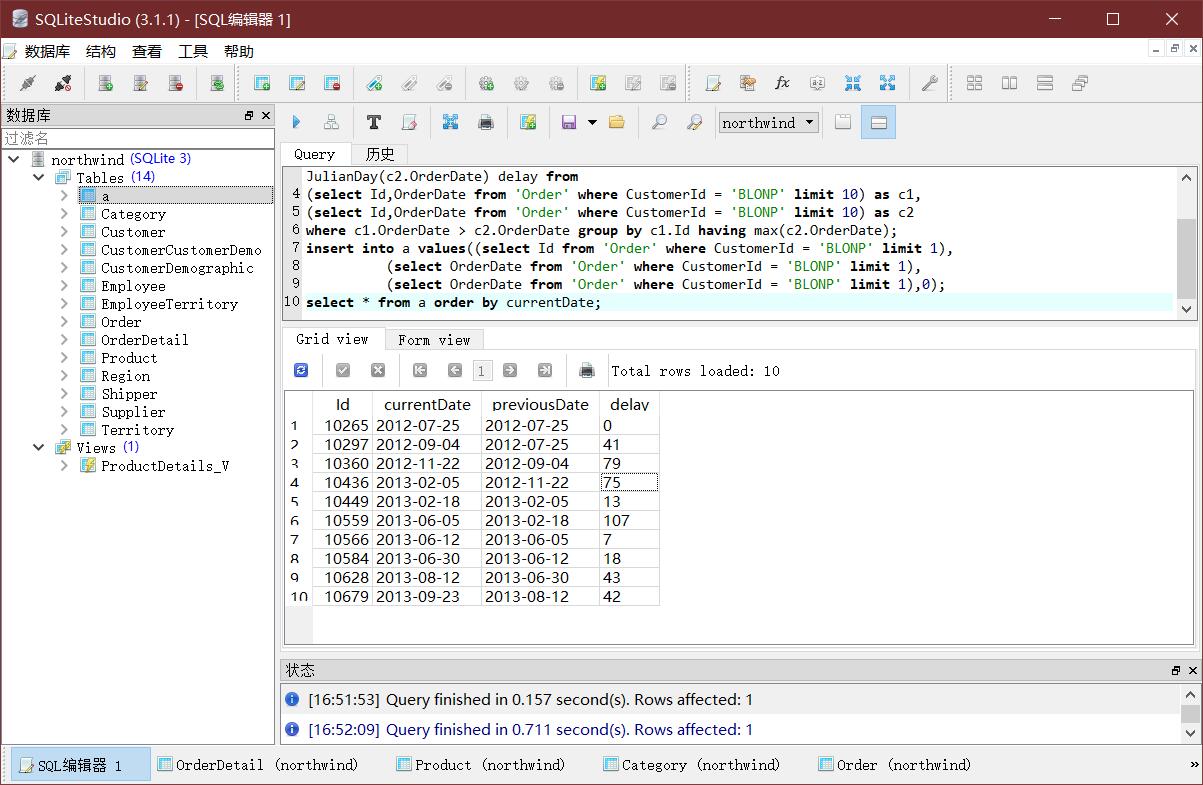 SQLiteStudio (3.1.1) - [SQL编辑器 1]
数据库 结构 查看 工具 帮助
数据库
过滤名
northwind (SQLite 3)
Tables (14)
a
Category
Customer
CustomerCustomerDemo
CustomerDemographic
Employee
EmployeeTerritory
Order
OrderDetail
Product
Region
Shipper
Supplier
Territory
Views (1)
ProductDetails_V
northwind
Query 历史
JulianDay(c2.OrderDate) delay from
4 (select Id,OrderDate from 'Order' where CustomerId = 'BLONP' limit 10) as c1,
5 (select Id,OrderDate from 'Order' where CustomerId = 'BLONP' limit 10) as c2
6 where c1.OrderDate > c2.OrderDate group by c1.Id having max(c2.OrderDate);
7 insert into a values((select Id from 'Order' where CustomerId = 'BLONP' limit 1),
8 (select OrderDate from 'Order' where CustomerId = 'BLONP' limit 1),
9 (select OrderDate from 'Order' where CustomerId = 'BLONP' limit 1),0);
10 select * from a order by currentDate;
Grid view Form view
1 Total rows loaded: 10
Id currentDate previousDate delay
1 10265 2012-07-25 2012-07-25 0
2 10297 2012-09-04 2012-07-25 41
3 10360 2012-11-22 2012-09-04 79
4 10436 2013-02-05 2012-11-22 75
5 10449 2013-02-18 2013-02-05 13
6 10559 2013-06-05 2013-02-18 107
7 10566 2013-06-12 2013-06-05 7
8 10584 2013-06-30 2013-06-12 18
9 10628 2013-08-12 2013-06-30 43
10 10679 2013-09-23 2013-08-12 42
状态
[16:51:53] Query finished in 0.157 second(s). Rows affected: 1
[16:52:09] Query finished in 0.711 second(s). Rows affected: 1
SQL编辑器 1 OrderDetail (northwind) Product (northwind) Category (northwind) Order (northwind) »